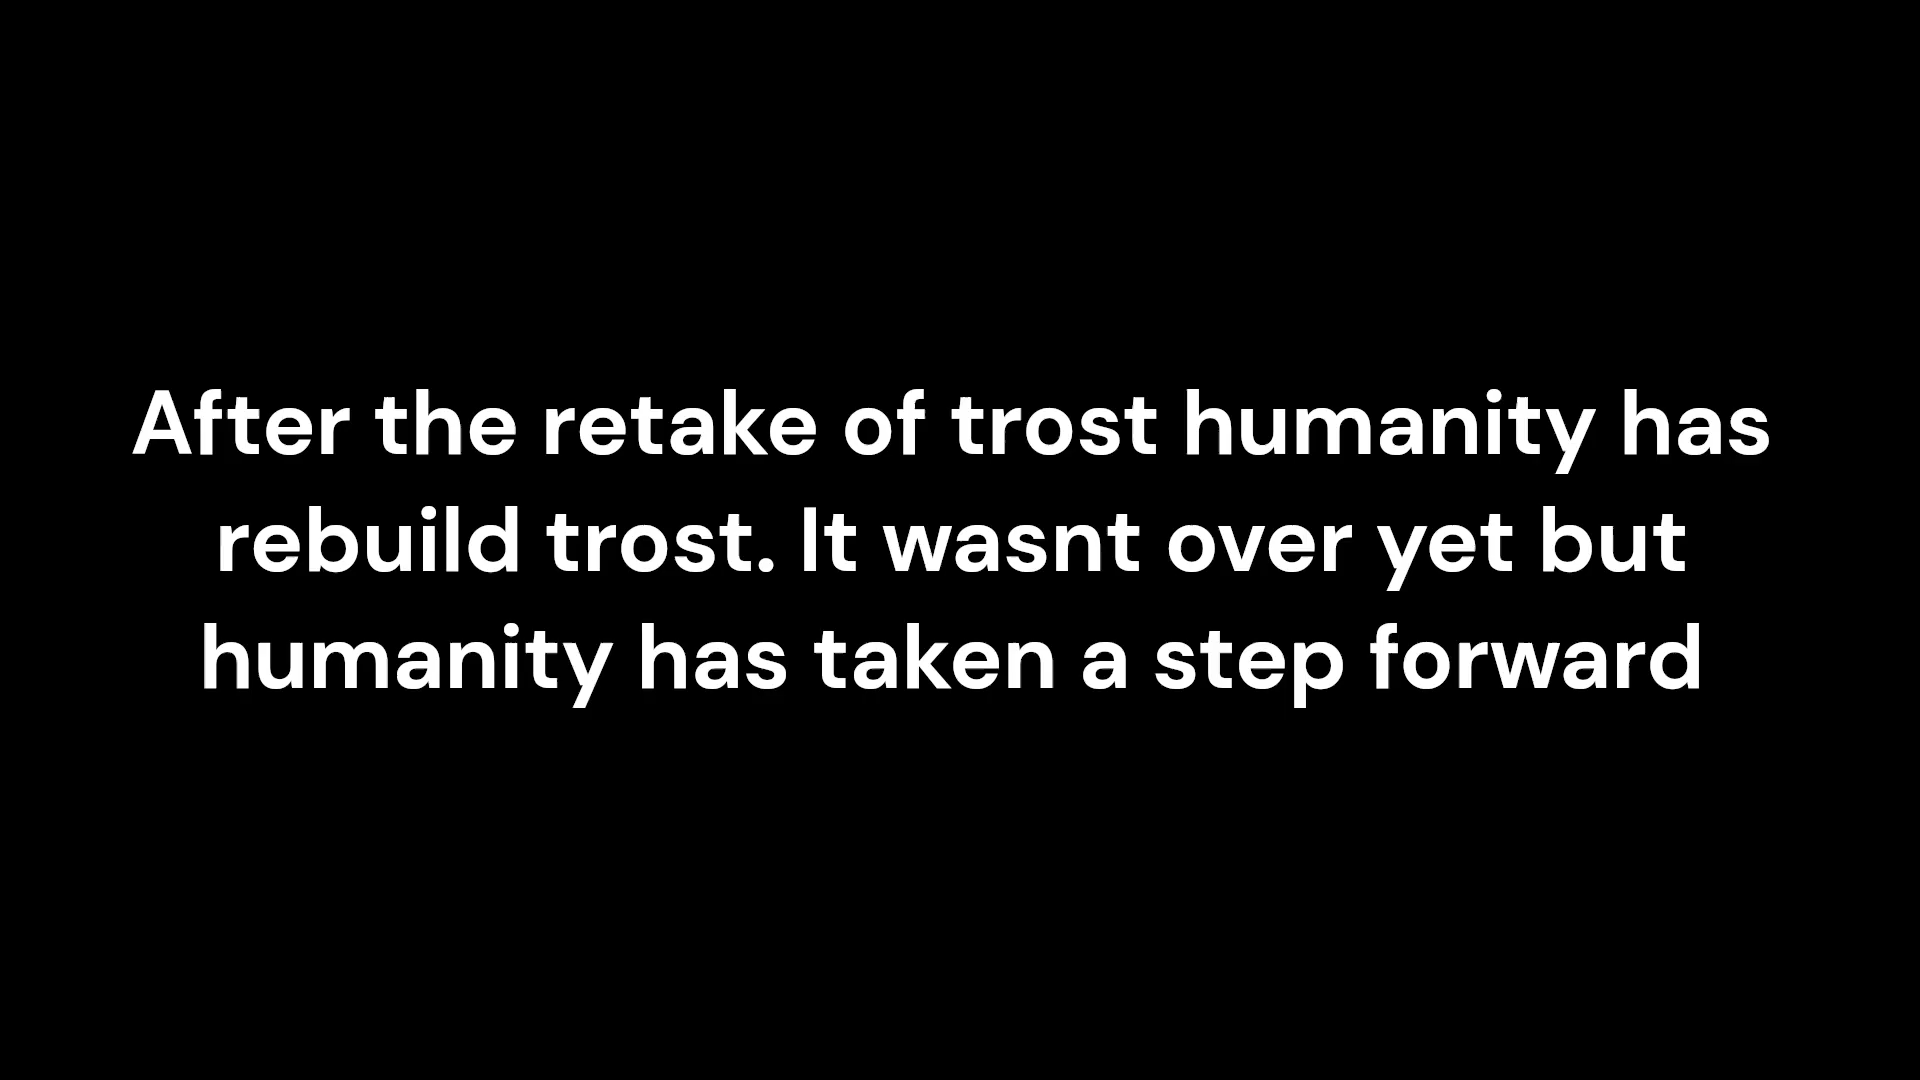 After the retake of trost humanity has
rebuild trost. It wasnt over yet but
humanity has taken a step forward